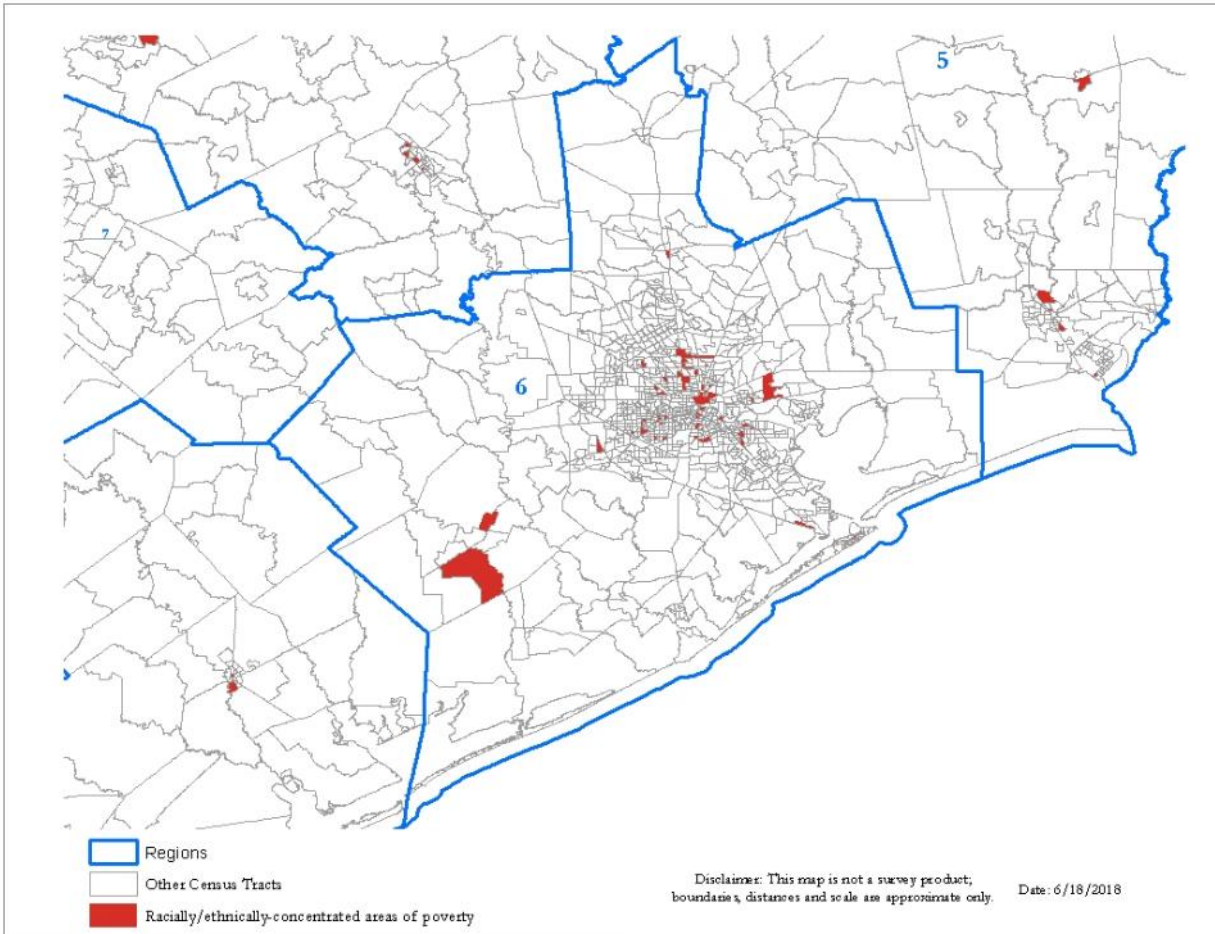 5
7
6
Regions
Other Census Tracts
Racially/ethnically-concentrated areas of poverty
Disclaimer: This map is not a survey product;
boundaries, distances and scale are approximate only.
Date: 6/18/2018